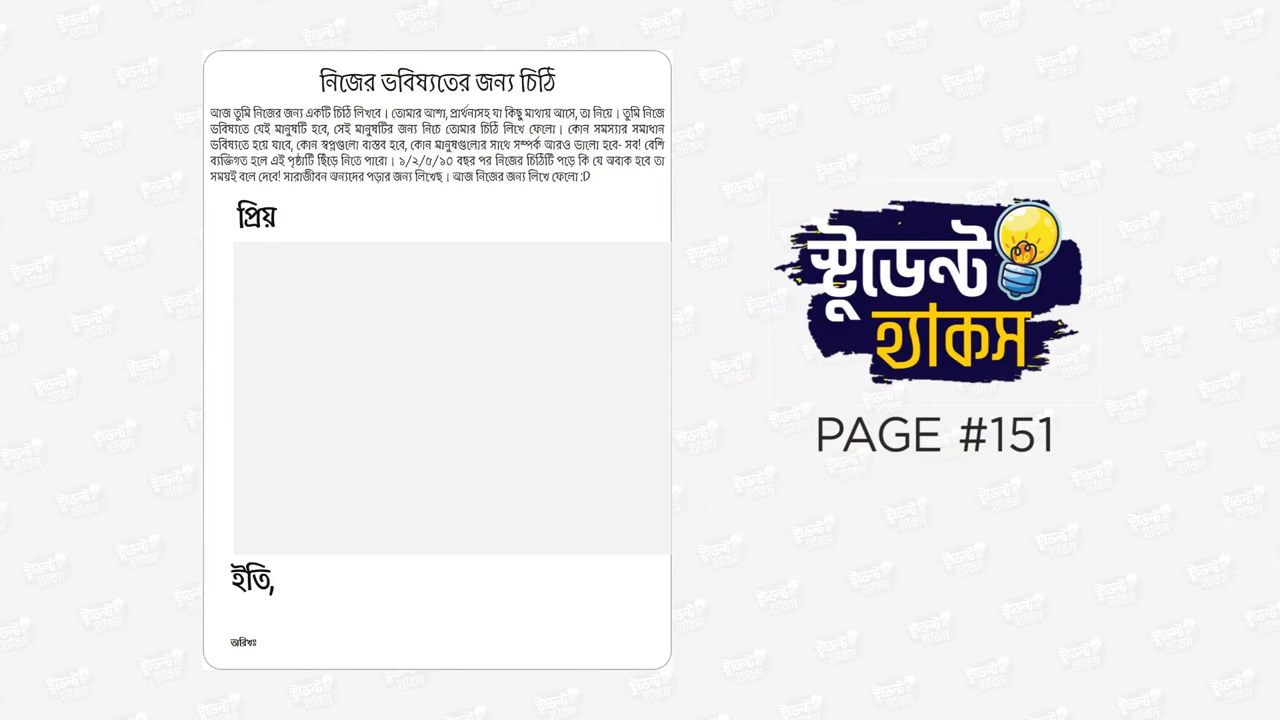 নিজের ভবিষ্যতের জন্য চিঠি
আজ তুমি নিজের জন্য একটি চিঠি লিখবে। তোমার আশা, প্রার্থনাসহ যা কিছু মাথায় আসে, তা নিয়ে। তুমি নিজে
ভবিষ্যতে যেই মানুষটি হবে, সেই মানুষটির জন্য নিচে তোমার চিঠি লিখে ফেলো। কোন সমস্যার সমাধান
ভবিষ্যতে হয়ে যাবে, কোন স্বপ্নগুলো বাস্তব হবে, কোন মানুষগুলোর সাথে সম্পর্ক আরও ভালো হবে- সব! বেশি
ব্যক্তিগত হলে এই পৃষ্ঠাটি ছিঁড়ে নিতে পারো। ১/২/৫/১০ বছর পর নিজের চিঠিটি পড়ে কি যে অবাক হবে তা
সময়ই বলে দেবে! সারাজীবন অন্যদের পড়ার জন্য লিখেছ। আজ নিজের জন্য লিখে ফেলো :D
প্রিয়
ইতি,
তারিখঃ
স্টুডেন্ট
হ্যাকস
PAGE #151